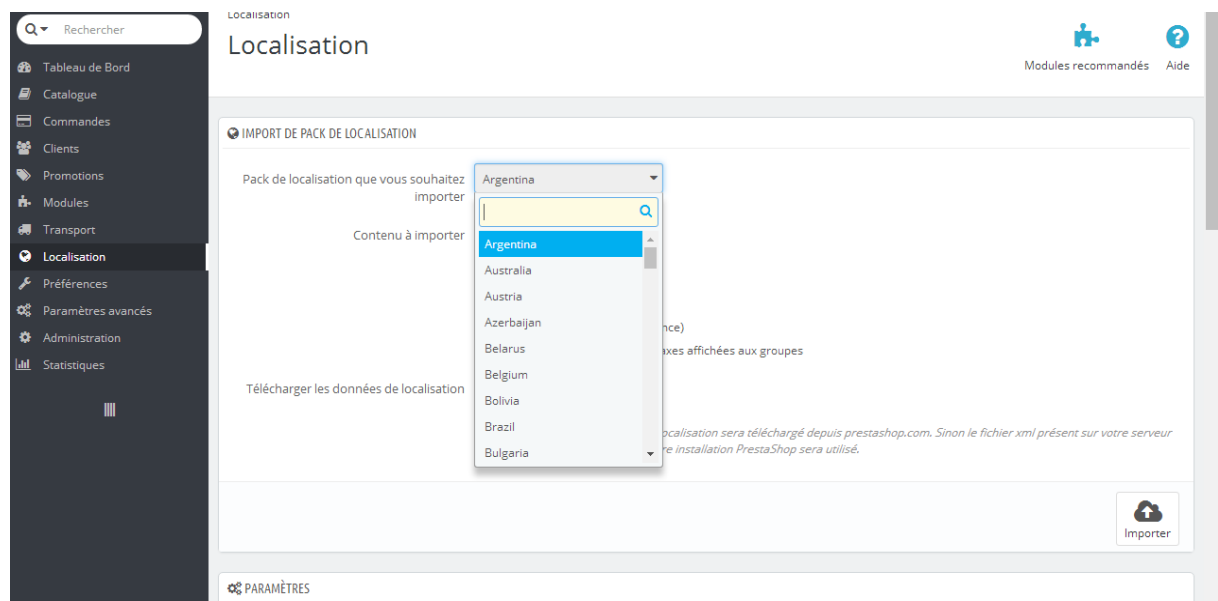 Rechercher
Tableau de Bord
Catalogue
Commandes
Clients
Promotions
Modules
Transport
Localisation
Préférences
Paramètres avancés
Administration
Statistiques
Localisation
Localisation
Modules recommandés
Aide
IMPORT DE PACK DE LOCALISATION
Pack de localisation que vous souhaitez
importer
Argentina
Argentina
Australia
Austria
Azerbaijan
Belarus
Belgium
Bolivia
Brazil
Bulgaria
Contenu à importer
nce)
axes affichées aux groupes
Télécharger les données de localisation
ocalisation sera téléchargé depuis prestashop.com. Sinon le fichier xml présent sur votre serveur
re installation PrestaShop sera utilisé.
Importer
PARAMÈTRES